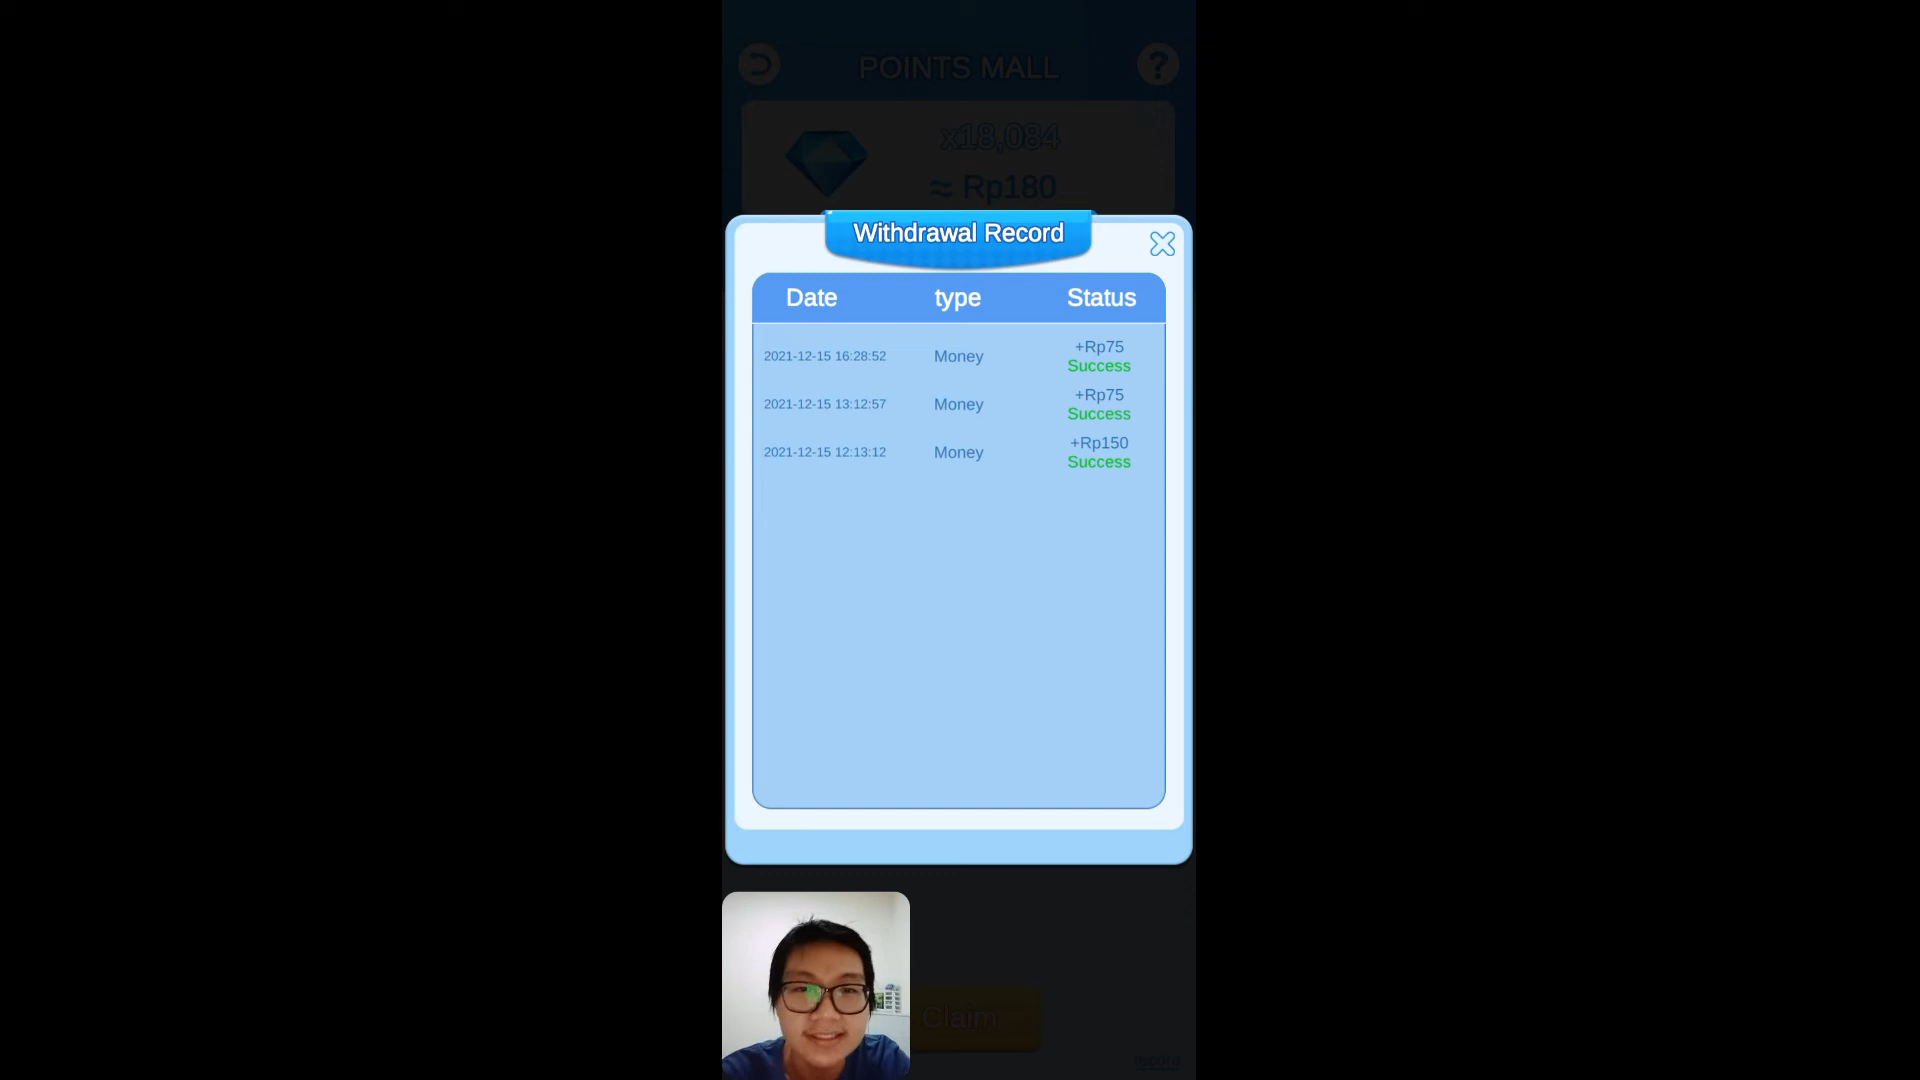 POINTS MALL
?
x18,084
≈ Rp180
Withdrawal Record
Date type Status
2021-12-15 16:28:52 Money +Rp75
Success
2021-12-15 13:12:57 Money +Rp75
Success
2021-12-15 12:13:12 Money +Rp150
Success
Claim
record